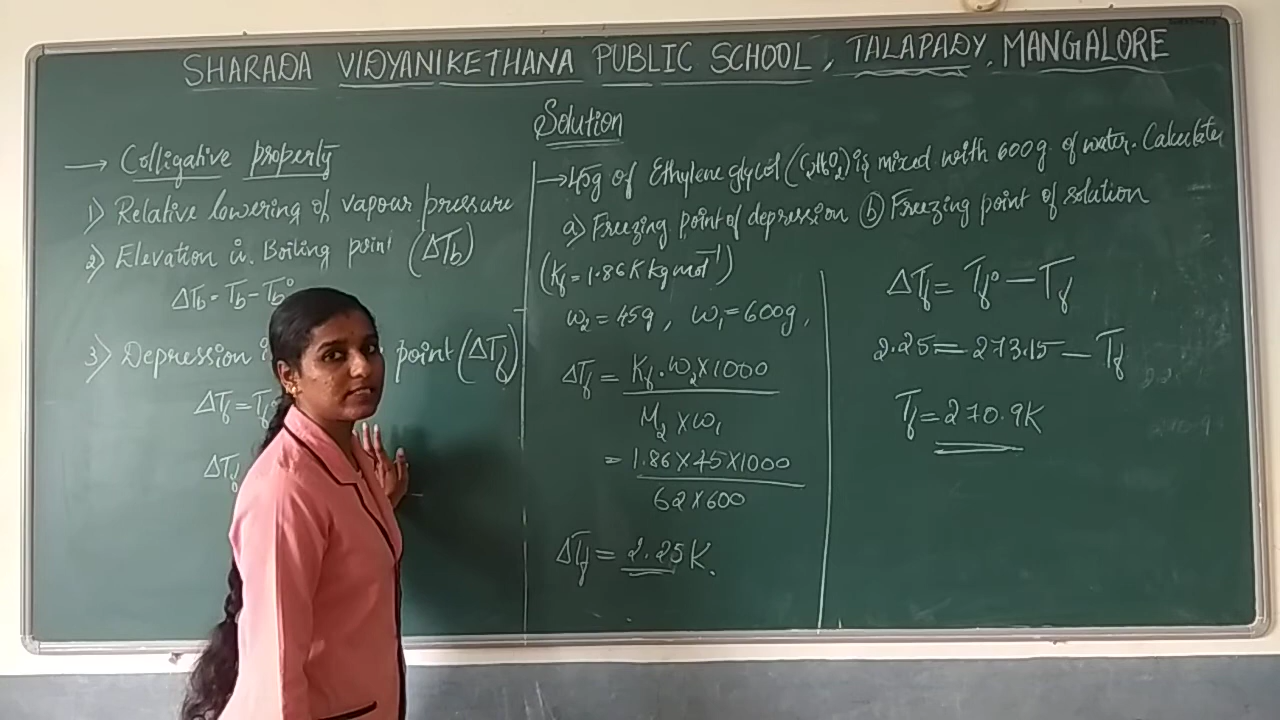 SHARADA VIDYANIKETHANA PUBLIC SCHOOL, TALAPADY, MANGALORE
Solution
→ Colligative property
1) Relative lowering of vapour pressure
2) Elevation in Boiling point (ΔTb)
ΔTb = Tb - Tb°
3) Depression i point (ΔTf)
ΔTf = Tf
ΔTf
→ 45g of Ethylene glycol (C2H6O2) is mixed with 600g of water. Calculate
a) Freezing point of depression (b) Freezing point of solution
(Kf = 1.86 K kg mol⁻¹)
w2 = 45g, w1 = 600g,
ΔTf = Kf . w2 × 1000
M2 × w1
= 1.86 × 45 × 1000
62 × 600
ΔTf = 2.25 K.
ΔTf = Tf° - Tf
2.25 = 273.15 - Tf
Tf = 270.9K